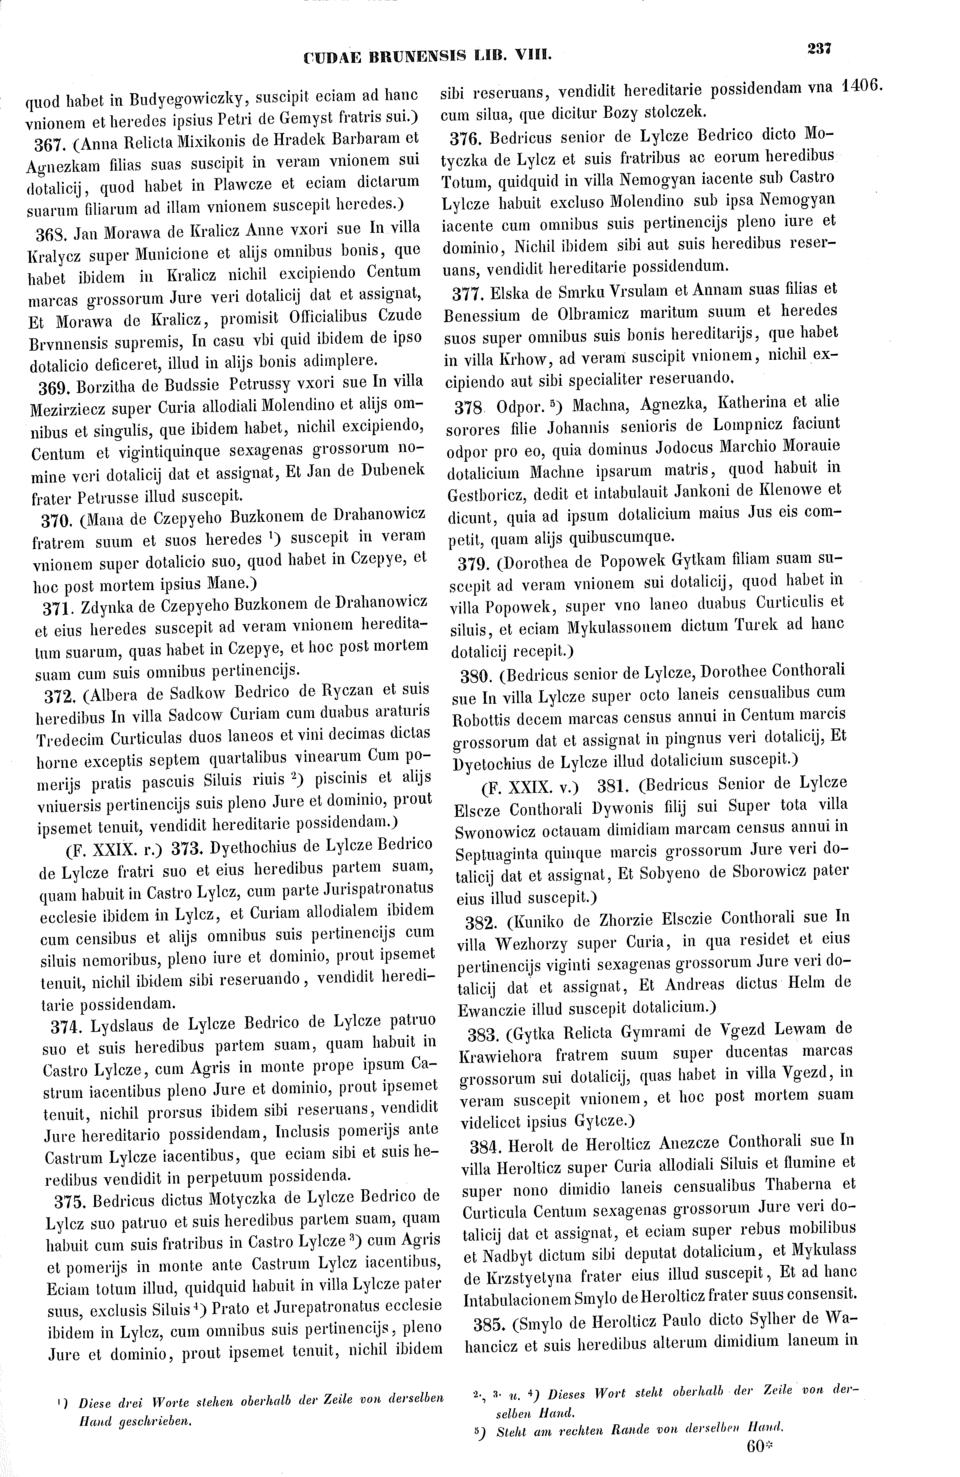 CUDAE BRUNENSIS LIB. VIII.
237
quod habet in Budyegowiczky, suscipit eciam ad hanc
vnionem et heredes ipsius Petri de Gemyst fratris sui.)
367. (Anna Relicta Mixikonis de Hradek Barbaram et
Agnezkam filias suas suscipit in veram vnionem sui
dotalicij, quod habet in Plawcze et eciam dictarum
suarum filiarum ad illam vnionem suscepit heredes.)
368. Jan Morawa de Kralicz Anne vxori sue In villa
Kralycz super Municione et alijs omnibus bonis, que
habet ibidem in Kralicz nichil excipiendo Centum
marcas grossorum Jure veri dotalicij dat et assignat,
Et Morawa de Kralicz, promisit Officialibus Czude
Brvnnensis supremis, In casu vbi quid ibidem de ipso
dotalicio deficeret, illud in alijs bonis adimplere.
369. Borzitha de Budssie Petrussy vxori sue In villa
Mezirziecz super Curia allodiali Molendino et alijs om-
nibus et singulis, que ibidem habet, nichil excipiendo,
Centum et vigintiquinque sexagenas grossorum no-
mine veri dotalicij dat et assignat, Et Jan de Dubenek
frater Petrusse illud suscepit.
370. (Mana de Czepyeho Buzkonem de Drahanowicz
fratrem suum et suos heredes ¹) suscepit in veram
vnionem super dotalicio suo, quod habet in Czepye, et
hoc post mortem ipsius Mane.)
371. Zdynka de Czepyeho Buzkonem de Drahanowicz
et eius heredes suscepit ad veram vnionem heredita-
tum suarum, quas habet in Czepye, et hoc post mortem
suam cum suis omnibus pertinencijs.
372. (Albera de Sadkow Bedrico de Ryczan et suis
heredibus In villa Sadcow Curiam cum duabus araturis
Tredecim Curticulas duos laneos et vini decimas dictas
horne exceptis septem quartalibus vinearum Cum po-
merijs pratis pascuis Siluis riuis ²) piscinis et alijs
vniuersis pertinencijs suis pleno Jure et dominio, prout
ipsemet tenuit, vendidit hereditarie possidendam.)
(F. XXIX. r.) 373. Dyethochius de Lylcze Bedrico
de Lylcze fratri suo et eius heredibus partem suam,
quam habuit in Castro Lylcz, cum parte Jurispatronatus
ecclesie ibidem in Lylcz, et Curiam allodialem ibidem
cum censibus et alijs omnibus suis pertinencijs cum
siluis nemoribus, pleno iure et dominio, prout ipsemet
tenuit, nichil ibidem sibi reseruando, vendidit heredi-
tarie possidendam.
374. Lydslaus de Lylcze Bedrico de Lylcze patruo
suo et suis heredibus partem suam, quam habuit in
Castro Lylcze, cum Agris in monte prope ipsum Ca-
strum iacentibus pleno Jure et dominio, prout ipsemet
tenuit, nichil prorsus ibidem sibi reseruans, vendidit
Jure hereditario possidendam, Inclusis pomerijs ante
Castrum Lylcze iacentibus, que eciam sibi et suis he-
redibus vendidit in perpetuum possidenda.
375. Bedricus dictus Motyczka de Lylcze Bedrico de
Lylcz suo patruo et suis heredibus partem suam, quam
habuit cum suis fratribus in Castro Lylcze ³) cum Agris
et pomerijs in monte ante Castrum Lylcz iacentibus,
Eciam totum illud, quidquid habuit in villa Lylcze pater
suus, exclusis Siluis ⁴) Prato et Jurepatronatus ecclesie
ibidem in Lylcz, cum omnibus suis pertinencijs, pleno
Jure et dominio, prout ipsemet tenuit, nichil ibidem
sibi reseruans, vendidit hereditarie possidendam vna
1406.
cum silua, que dicitur Bozy stolczek.
376. Bedricus senior de Lylcze Bedrico dicto Mo-
tyczka de Lylcz et suis fratribus ac eorum heredibus
Totum, quidquid in villa Nemogyan iacente sub Castro
Lylcze habuit excluso Molendino sub ipsa Nemogyan
iacente cum omnibus suis pertinencijs pleno iure et
dominio, Nichil ibidem sibi aut suis heredibus reser-
uans, vendidit hereditarie possidendum.
377. Elska de Smrku Vrsulam et Annam suas filias et
Benessium de Olbramicz maritum suum et heredes
suos super omnibus suis bonis hereditarijs, que habet
in villa Krhow, ad veram suscipit vnionem, nichil ex-
cipiendo aut sibi specialiter reseruando.
378 Odpor. ⁵) Machna, Agnezka, Katherina et alie
sorores filie Johannis senioris de Lompnicz faciunt
odpor pro eo, quia dominus Jodocus Marchio Morauie
dotalicium Machne ipsarum matris, quod habuit in
Gestboricz, dedit et intabulauit Jankoni de Klenowe et
dicunt, quia ad ipsum dotalicium maius Jus eis com-
petit, quam alijs quibuscumque.
379. (Dorothea de Popowek Gytkam filiam suam su-
scepit ad veram vnionem sui dotalicij, quod habet in
villa Popowek, super vno laneo duabus Curticulis et
siluis, et eciam Mykulassonem dictum Turek ad hanc
dotalicij recepit.)
380. (Bedricus senior de Lylcze, Dorothee Conthorali
sue In villa Lylcze super octo laneis censualibus cum
Robottis decem marcas census annui in Centum marcis
grossorum dat et assignat in pingnus veri dotalicij, Et
Dyetochius de Lylcze illud dotalicium suscepit.)
(F. XXIX. v.) 381. (Bedricus Senior de Lylcze
Elscze Conthorali Dywonis filij sui Super tota villa
Swonowicz octauam dimidiam marcam census annui in
Septuaginta quinque marcis grossorum Jure veri do-
talicij dat et assignat, Et Sobyeno de Sborowicz pater
eius illud suscepit.)
382. (Kuniko de Zhorzie Elsczie Conthorali sue In
villa Wezhorzy super Curia, in qua residet et eius
pertinencijs viginti sexagenas grossorum Jure veri do-
talicij dat et assignat, Et Andreas dictus Helm de
Ewanczie illud suscepit dotalicium.)
383. (Gytka Relicta Gymrami de Vgezd Lewam de
Krawiehora fratrem suum super ducentas marcas
grossorum sui dotalicij, quas habet in villa Vgezd, in
veram suscepit vnionem, et hoc post mortem suam
videlicet ipsius Gytcze.)
384. Herolt de Herolticz Anezcze Conthorali sue In
villa Herolticz super Curia allodiali Siluis et flumine et
super nono dimidio laneis censualibus Thaberna et
Curticula Centum sexagenas grossorum Jure veri do-
talicij dat et assignat, et eciam super rebus mobilibus
et Nadbyt dictum sibi deputat dotalicium, et Mykulass
de Krzstyetyna frater eius illud suscepit, Et ad hanc
Intabulacionem Smylo de Herolticz frater suus consensit.
385. (Smylo de Herolticz Paulo dicto Sylher de Wa-
hancicz et suis heredibus alterum dimidium laneum in
¹) Diese drei Worte stehen oberhalb der Zeile von derselben
Hand geschrieben.
²·, ³· u. ⁴) Dieses Wort steht oberhalb der Zeile von der-
selben Hand.
⁵) Steht am rechten Rande von derselben Hand.
60*